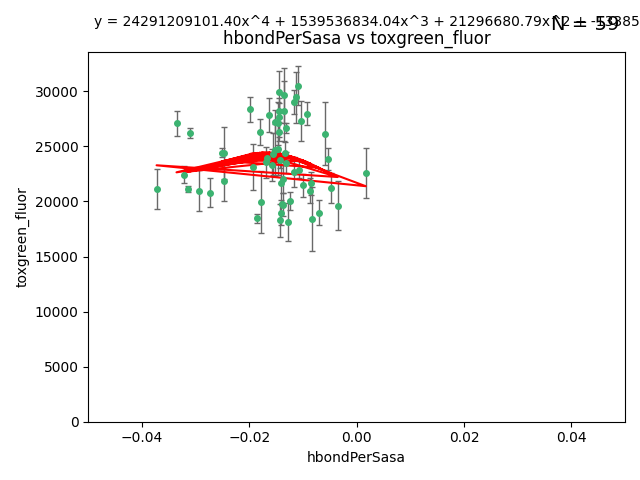 y = 24291209101.40x^4 + 1539536834.04x^3 + 21296680.79x^2 +
N = 59
hbondPerSasa vs toxgreen_fluor
30000
25000
20000
15000
10000
5000
0
toxgreen_fluor
−0.04 −0.02 0.00 0.02 0.04
hbondPerSasa